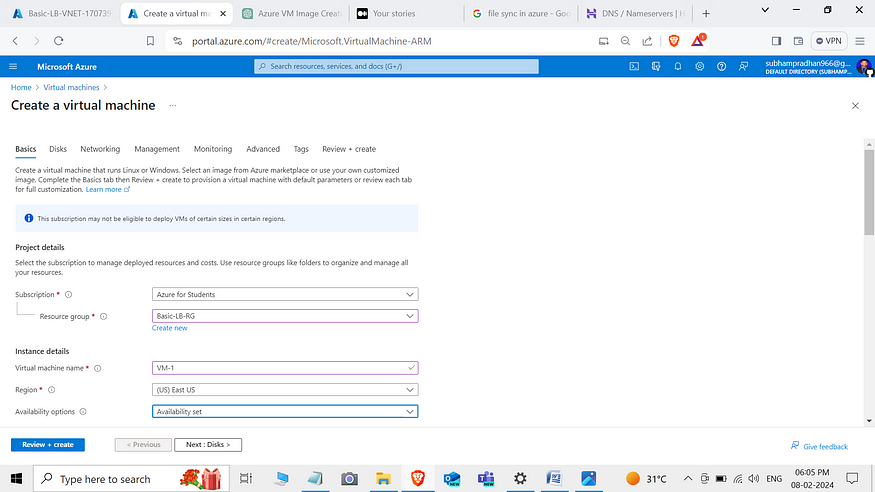 Basic-LB-VNET-170739
Create a virtual m
Azure VM Image Creati
Your stories
file sync in azure - Goo
DNS / Nameservers | H
portal.azure.com/#create/Microsoft.VirtualMachine-ARM
VPN
Microsoft Azure
Search resources, services, and docs (G+/)
subhampradhan966@g...
DEFAULT DIRECTORY (SUBHAMP...
Home > Virtual machines >
Create a virtual machine ...
Basics Disks Networking Management Monitoring Advanced Tags Review + create
Create a virtual machine that runs Linux or Windows. Select an image from Azure marketplace or use your own customized
image. Complete the Basics tab then Review + create to provision a virtual machine with default parameters or review each tab
for full customization. Learn more
This subscription may not be eligible to deploy VMs of certain sizes in certain regions.
Project details
Select the subscription to manage deployed resources and costs. Use resource groups like folders to organize and manage all
your resources.
Subscription * Azure for Students
Resource group * Basic-LB-RG
Create new
Instance details
Virtual machine name * VM-1
Region * (US) East US
Availability options Availability set
Review + create < Previous Next : Disks > Give feedback
Type here to search
NEW NEW
31°C
ENG
06:05 PM
08-02-2024